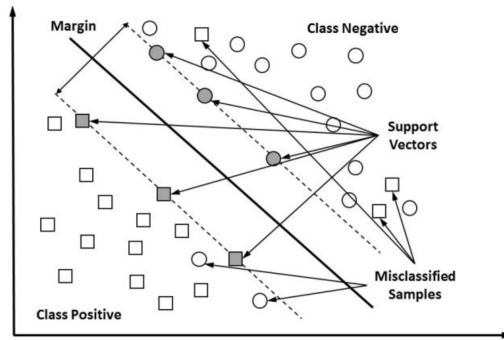 Margin
Class Negative
Support
Vectors
Misclassified
Samples
Class Positive